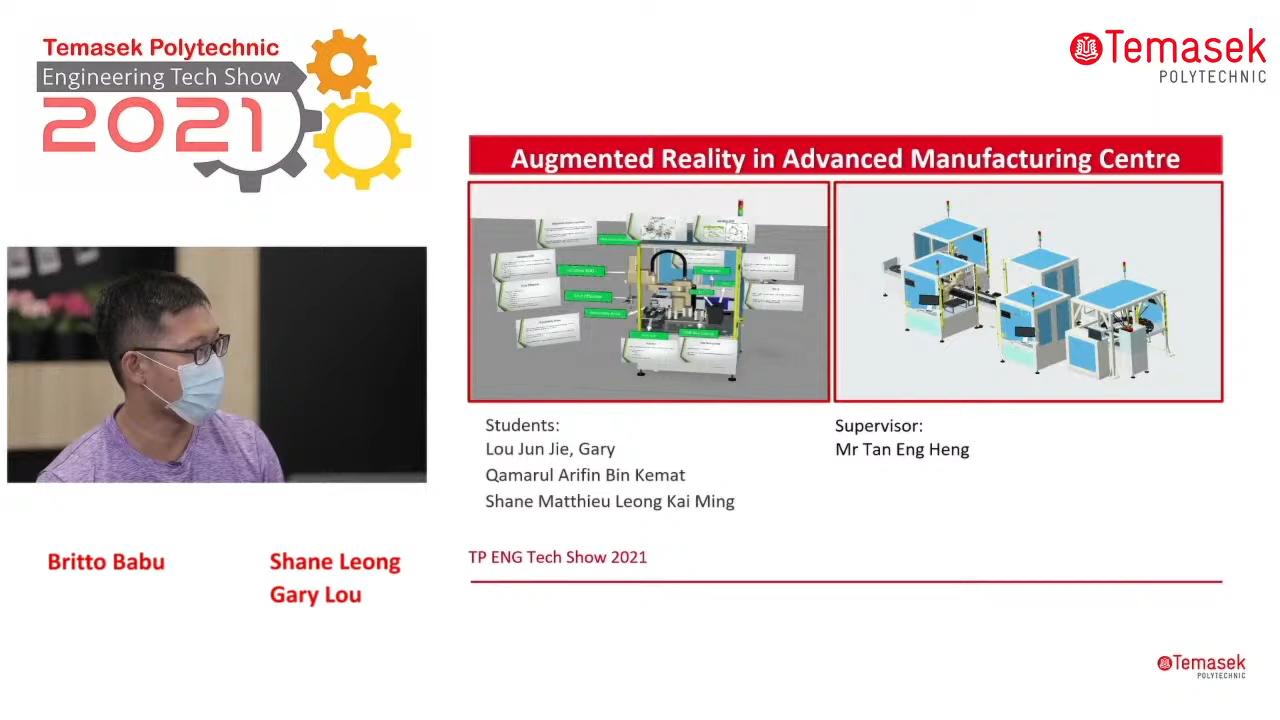 Temasek Polytechnic
Engineering Tech Show
2021
Temasek
POLYTECHNIC
Augmented Reality in Advanced Manufacturing Centre
Students:
Lou Jun Jie, Gary
Qamarul Arifin Bin Kemat
Shane Matthieu Leong Kai Ming
Supervisor:
Mr Tan Eng Heng
Britto Babu
Shane Leong
Gary Lou
TP ENG Tech Show 2021
Temasek
POLYTECHNIC